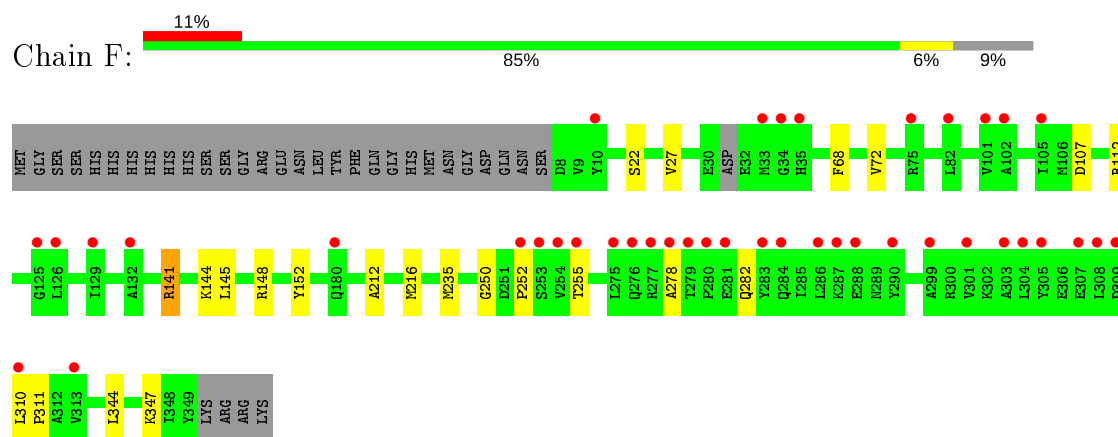 11%
Chain F:
85% 6% 9%
MET GLY SER SER HIS HIS HIS HIS HIS HIS SER SER GLY ARG GLU ASN LEU TYR PHE GLN GLY HIS MET ASN GLY ASP GLN ASN SER D8 V9 Y10 S22 V27 E30 ASP E32 M33 G34 H35 F68 V72 R75 L82 V101 A102 I105 M106 D107
G125 L126 I129 A132 R141 K144 L145 R148 Y152 Q180 A212 M216 M235 G250 D251 P252 S253 V254 T255 L275 Q276 R277 A278 T279 P280 E281 Q282 Y283 Q284 I285 L286 K287 E288 N289 Y290 A299 R300 V301 K302 A303 L304 Y305 E306 E307 L308
L310 P311 A312 V313 L344 K347 I348 Y349 LYS ARG ARG LYS